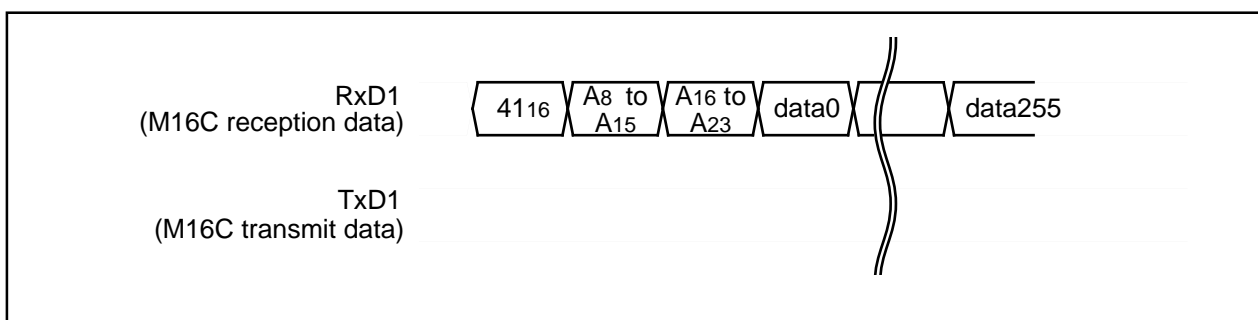 RxD1
(M16C reception data)
4116
A8 to
A15
A16 to
A23
data0
data255
TxD1
(M16C transmit data)